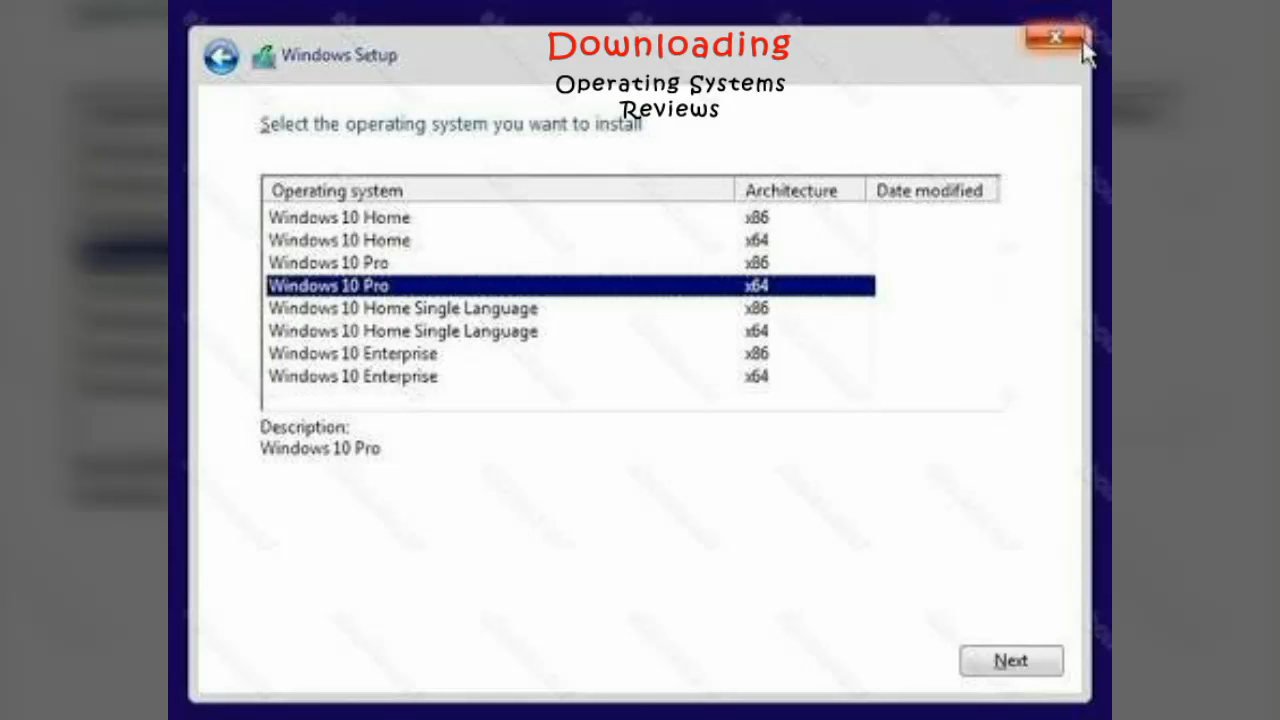 Downloading
Windows Setup
Operating Systems
Reviews
Select the operating system you want to install
Operating system Architecture Date modified
Windows 10 Home x86
Windows 10 Home x64
Windows 10 Pro x86
Windows 10 Pro x64
Windows 10 Home Single Language x86
Windows 10 Home Single Language x64
Windows 10 Enterprise x86
Windows 10 Enterprise x64
Description:
Windows 10 Pro
Next